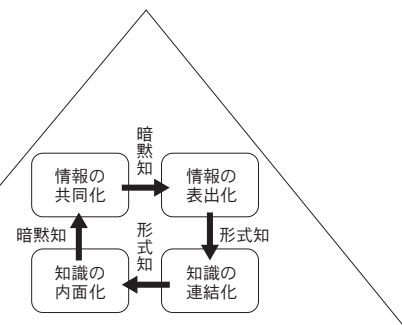 暗黙知
情報の
共同化
情報の
表出化
暗黙知
形式知
形式知
知識の
内面化
知識の
連結化